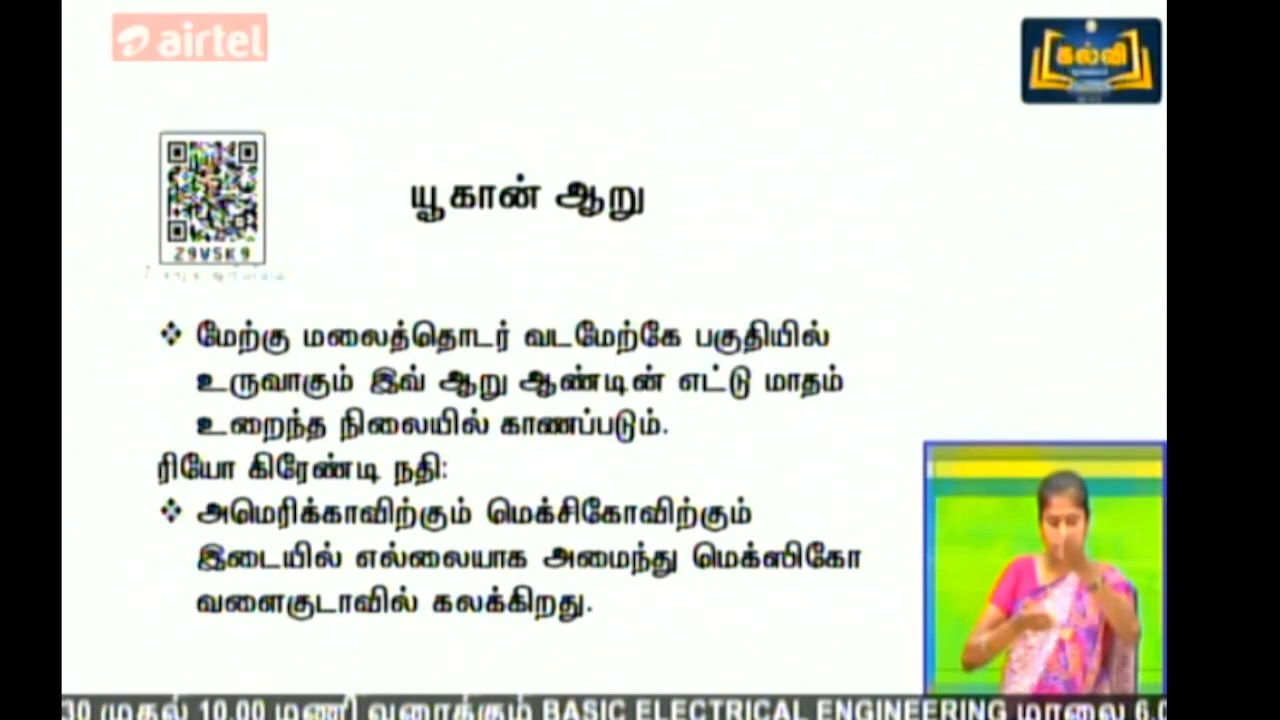 airtel
கல்வி
Z9V5K9
யூகான் ஆறு
❖ மேற்கு மலைத்தொடர் வடமேற்கே பகுதியில்
உருவாகும் இவ் ஆறு ஆண்டின் எட்டு மாதம்
உறைந்த நிலையில் காணப்படும்.
ரியோ கிரேண்டி நதி:
❖ அமெரிக்காவிற்கும் மெக்சிகோவிற்கும்
இடையில் எல்லையாக அமைந்து மெக்ஸிகோ
வளைகுடாவில் கலக்கிறது.
30 முதல் 10.00 மணி வரைக்கும் BASIC ELECTRICAL ENGINEERING மாலை 6.0